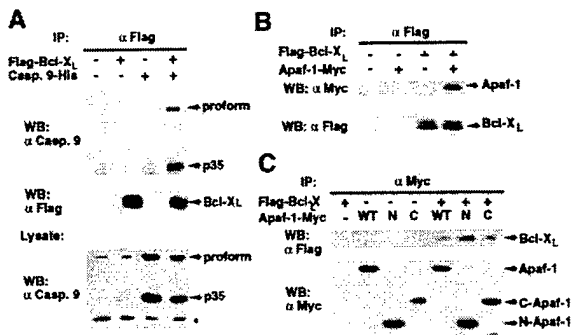 A
IP: α Flag
Flag-Bcl-XL - + - +
Casp. 9-His - - + +
WB: α Casp. 9
proform
p35
WB: α Flag
Bcl-XL
Lysate:
WB: α Casp. 9
proform
p35
*
B
IP: α Flag
Flag-Bcl-XL - - + +
Apaf-1-Myc - + - +
WB: α Myc
Apaf-1
WB: α Flag
Bcl-XL
C
IP: α Myc
Flag-Bcl-XL + - - - + + +
Apaf-1-Myc - WT N C WT N C
WB: α Flag
Bcl-XL
WB: α Myc
Apaf-1
C-Apaf-1
N-Apaf-1